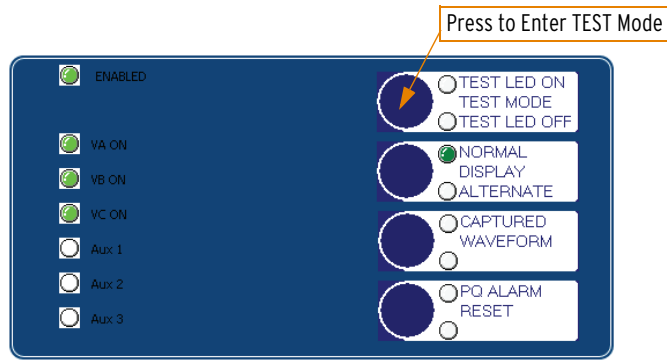 Press to Enter TEST Mode
ENABLED
VA ON
VB ON
VC ON
Aux 1
Aux 2
Aux 3
TEST LED ON
TEST MODE
TEST LED OFF
NORMAL
DISPLAY
ALTERNATE
CAPTURED
WAVEFORM
PQ ALARM
RESET